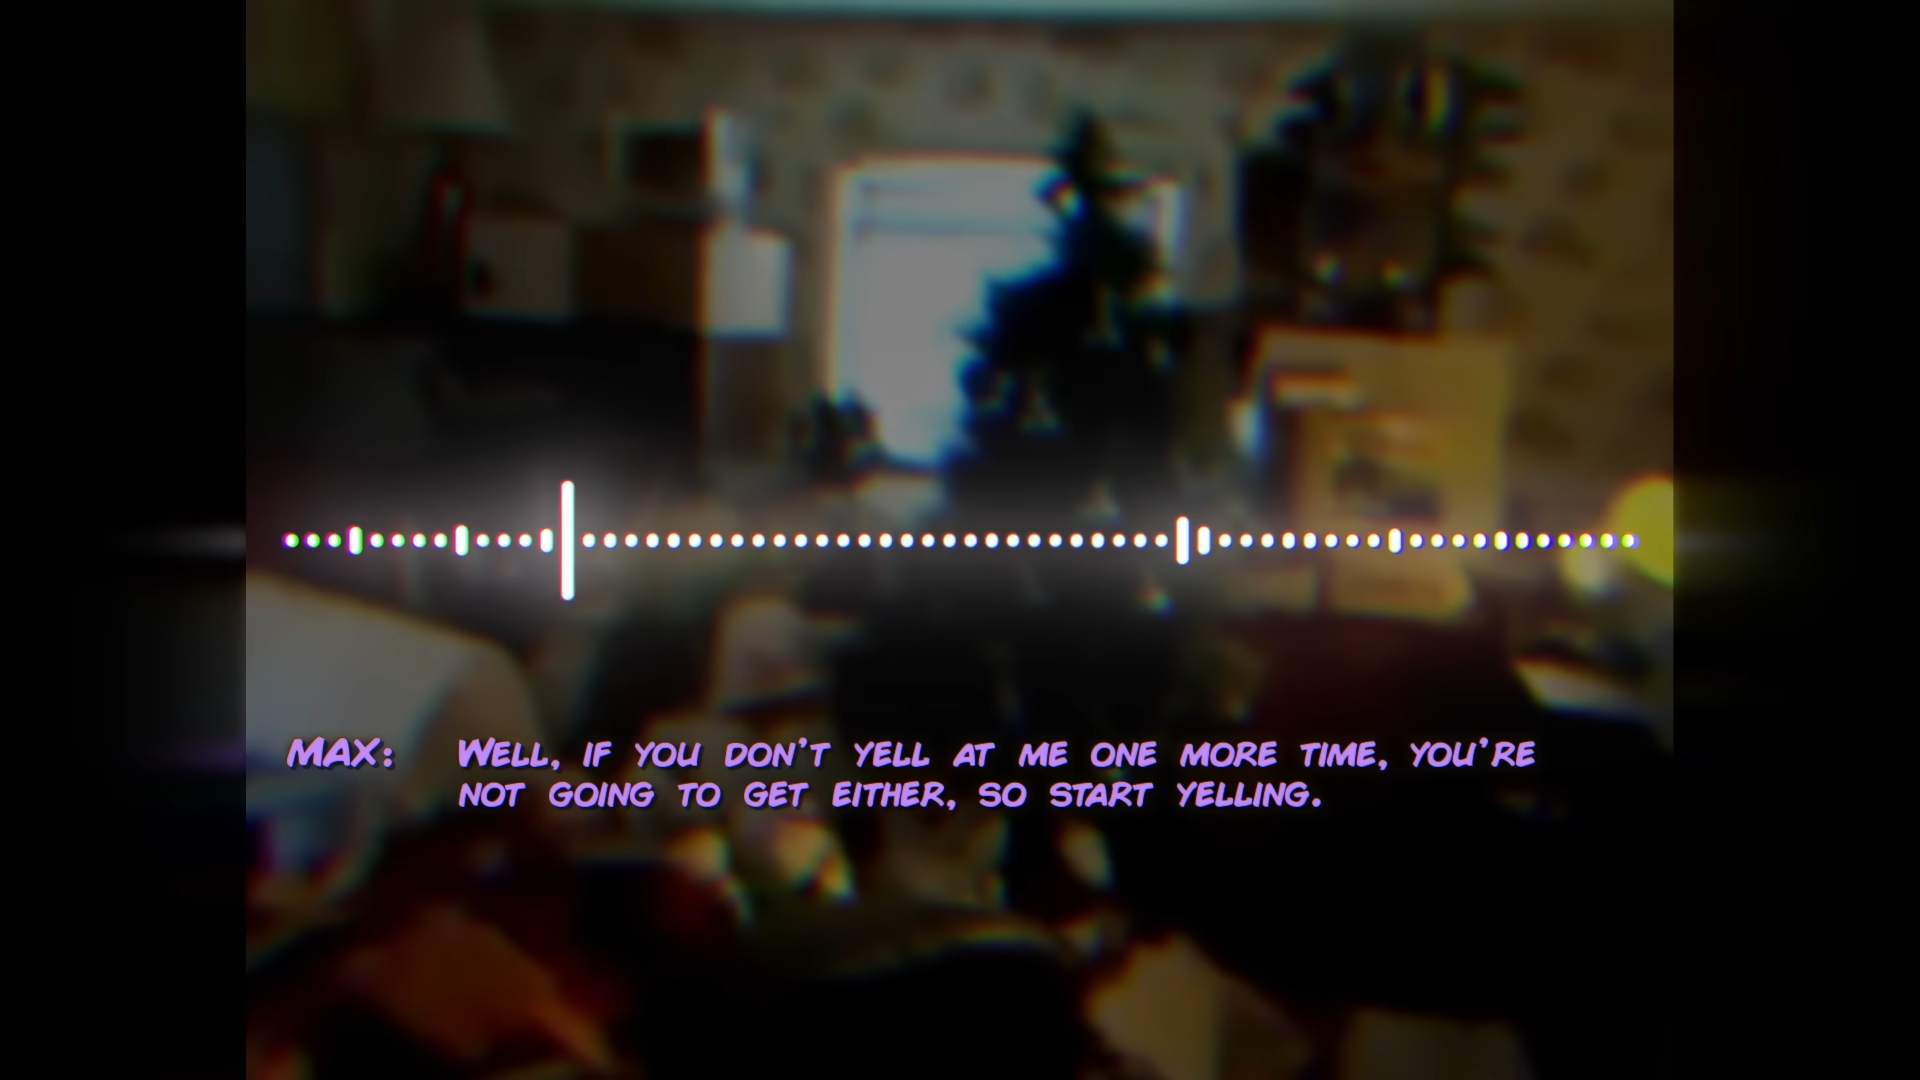 MAX: WELL, IF YOU DON'T YELL AT ME ONE MORE TIME, YOU'RE
NOT GOING TO GET EITHER, SO START YELLING.